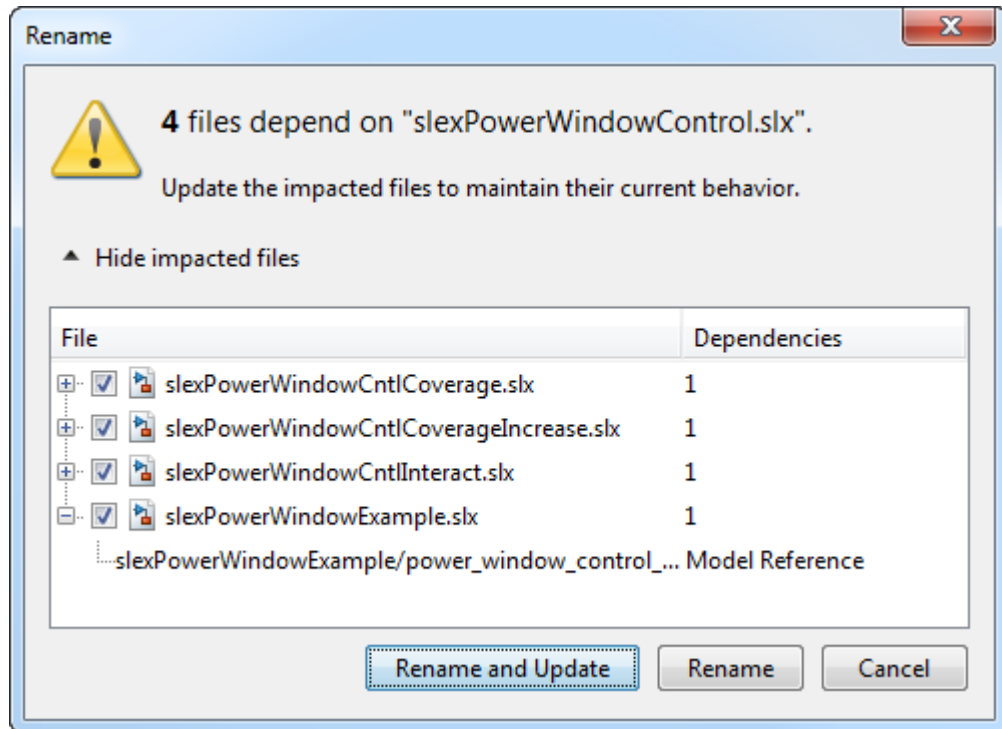 Rename
4 files depend on "slexPowerWindowControl.slx".
Update the impacted files to maintain their current behavior.
Hide impacted files
File Dependencies
slexPowerWindowCntlCoverage.slx 1
slexPowerWindowCntlCoverageIncrease.slx 1
slexPowerWindowCntlInteract.slx 1
slexPowerWindowExample.slx 1
slexPowerWindowExample/power_window_control_... Model Reference
Rename and Update Rename Cancel